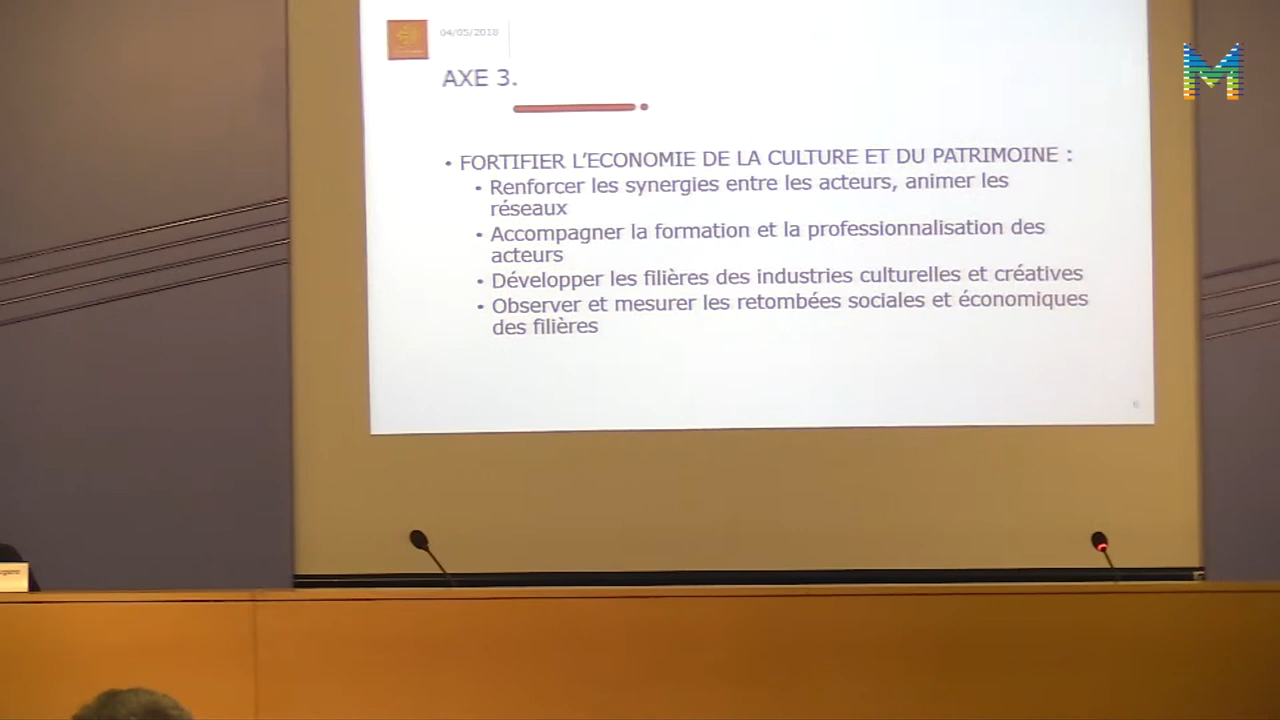 04/05/2018
AXE 3.
• FORTIFIER L'ECONOMIE DE LA CULTURE ET DU PATRIMOINE :
• Renforcer les synergies entre les acteurs, animer les
réseaux
• Accompagner la formation et la professionnalisation des
acteurs
• Développer les filières des industries culturelles et créatives
• Observer et mesurer les retombées sociales et économiques
des filières
6
M